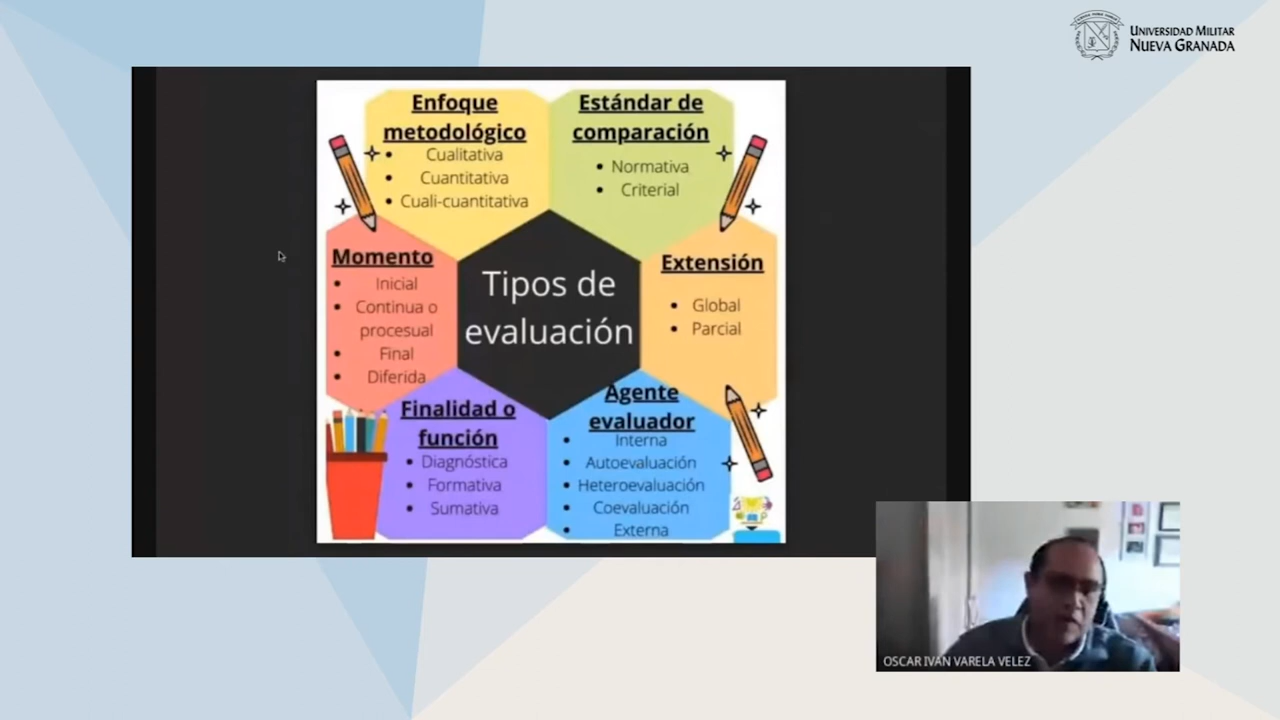 UNIVERSIDAD MILITAR
NUEVA GRANADA
Enfoque
metodológico
Cualitativa
Cuantitativa
Cuali-cuantitativa
Estándar de
comparación
Normativa
Criterial
Momento
Inicial
Continua o
procesual
Final
Diferida
Tipos de
evaluación
Extensión
Global
Parcial
Finalidad o
función
Diagnóstica
Formativa
Sumativa
Agente
evaluador
Interna
Autoevaluación
Heteroevaluación
Coevaluación
Externa
OSCAR IVAN VARELA VELEZ